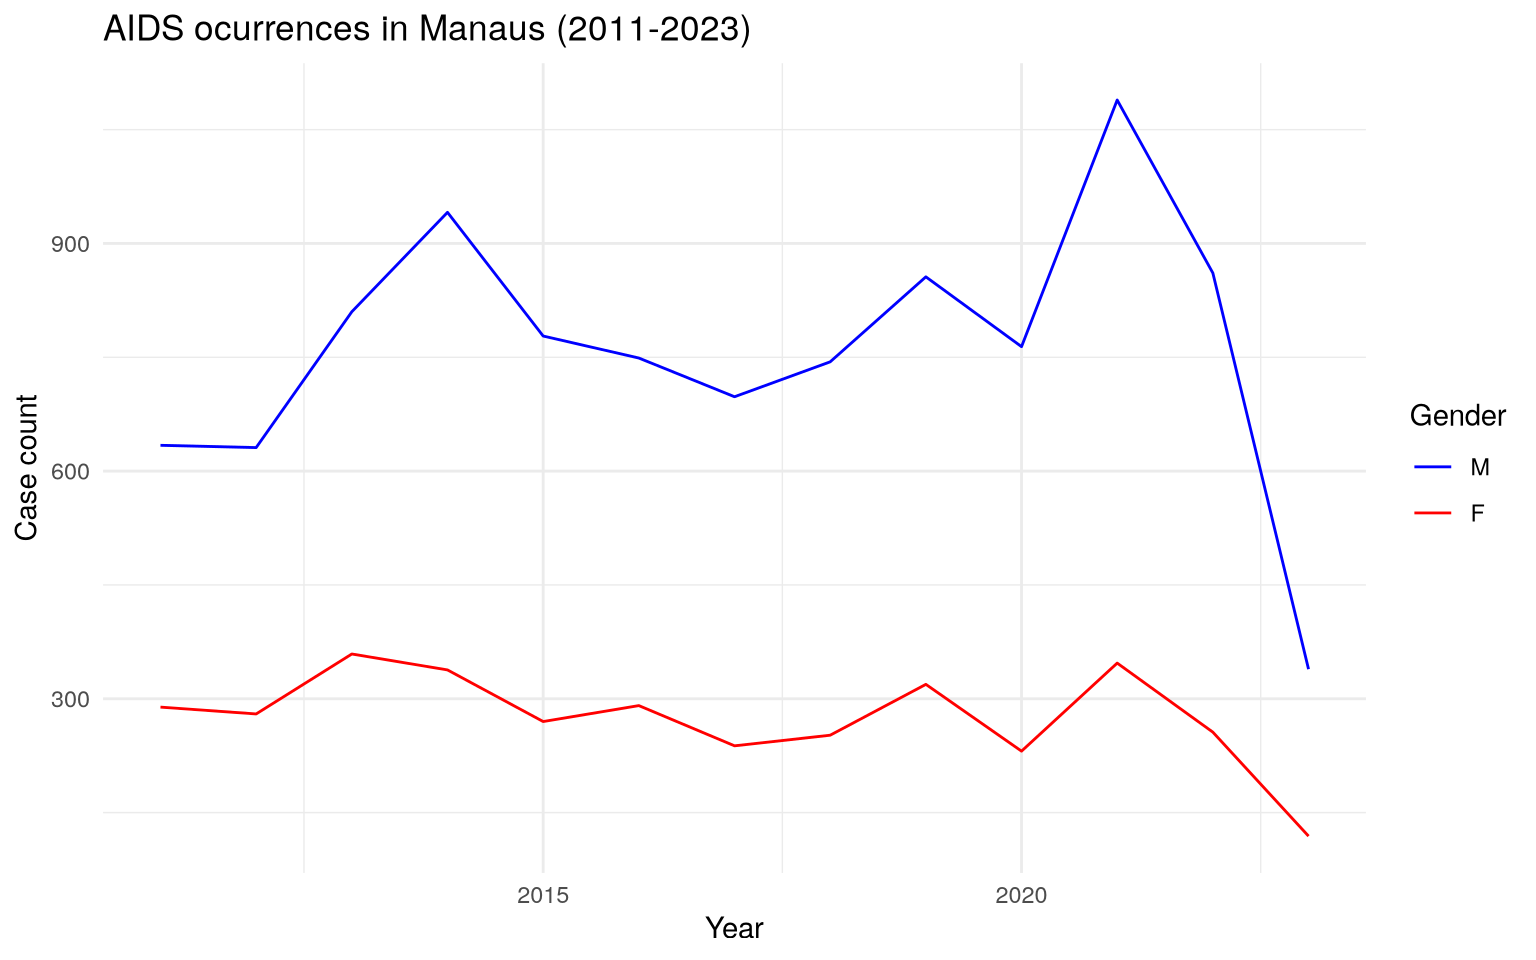 AIDS ocurrences in Manaus (2011-2023)
Case count
900
600
300
2015
2020
Year
Gender
M
F